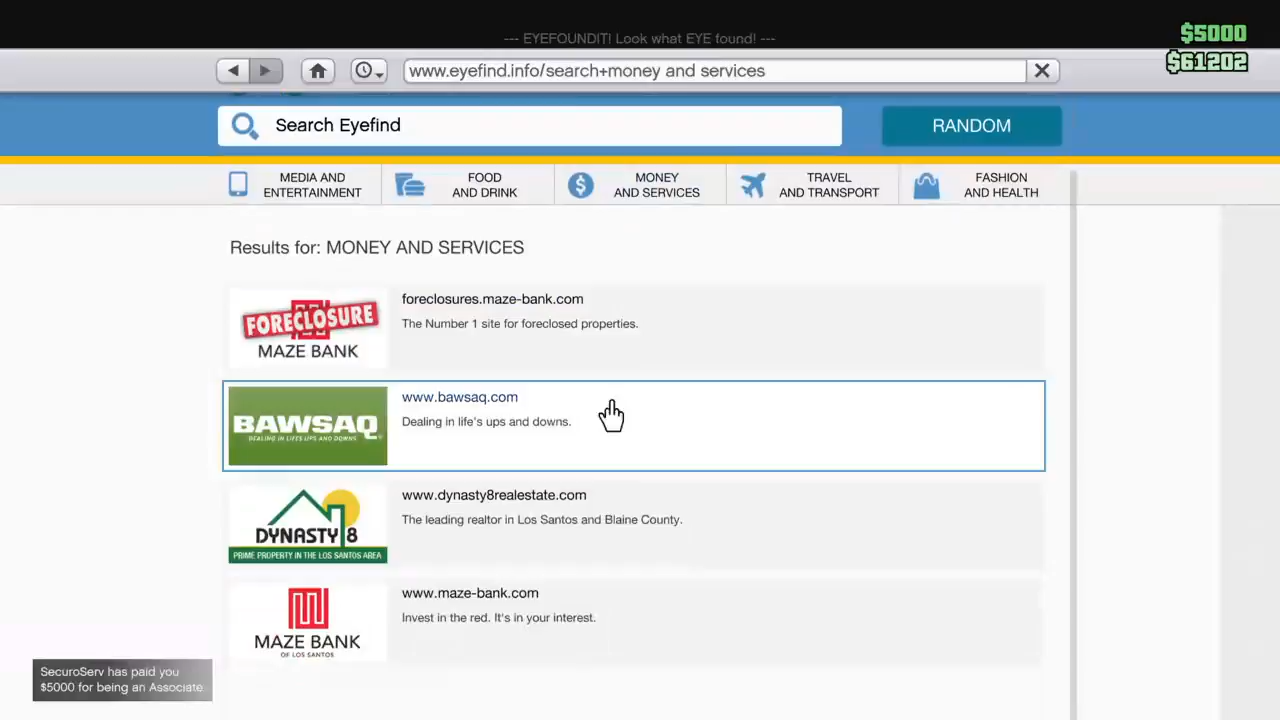 --- EYEFOUNDIT! Look what EYE found! ---
$5000
$61202
www.eyefind.info/search+money and services
Search Eyefind
RANDOM
MEDIA AND
ENTERTAINMENT
FOOD
AND DRINK
MONEY
AND SERVICES
TRAVEL
AND TRANSPORT
FASHION
AND HEALTH
Results for: MONEY AND SERVICES
FORECLOSURE
MAZE BANK
foreclosures.maze-bank.com
The Number 1 site for foreclosed properties.
BAWSAQ
DEALING IN LIFE'S UPS AND DOWNS
www.bawsaq.com
Dealing in life's ups and downs.
DYNASTY 8
PRIME PROPERTY IN THE LOS SANTOS AREA
www.dynasty8realestate.com
The leading realtor in Los Santos and Blaine County.
MAZE BANK
OF LOS SANTOS
www.maze-bank.com
Invest in the red. It's in your interest.
SecuroServ has paid you
$5000 for being an Associate.